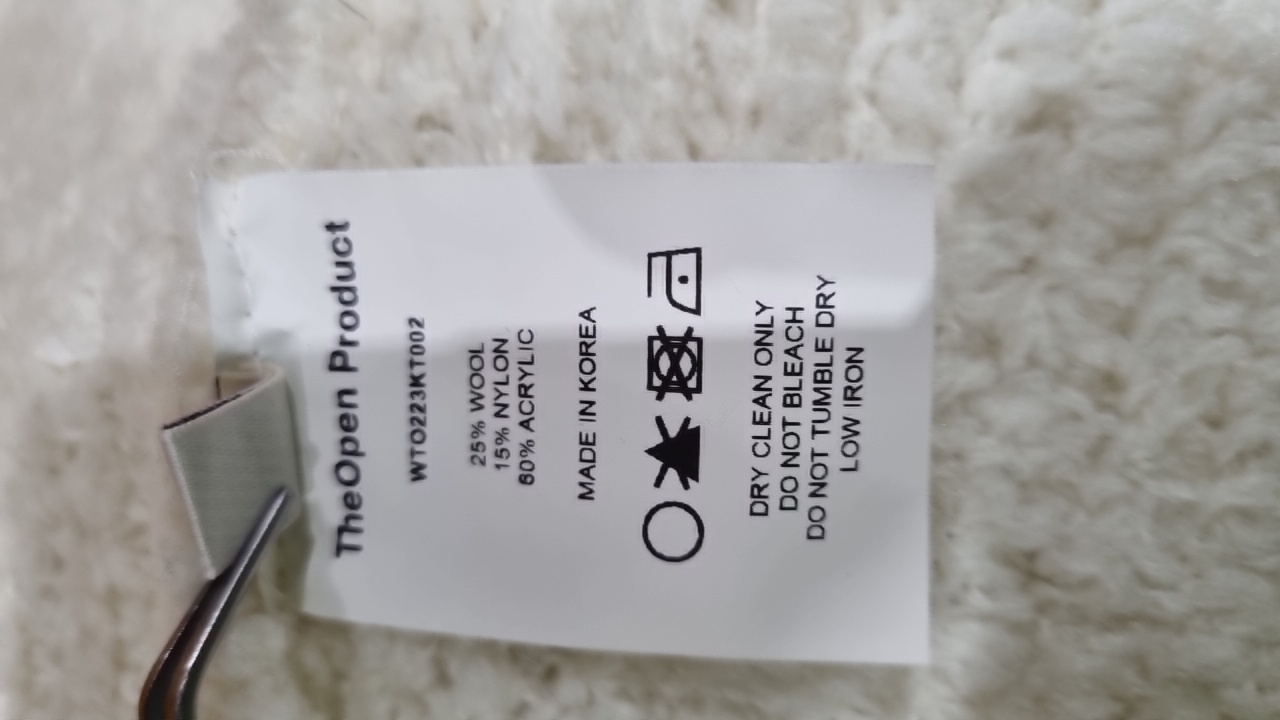 TheOpen Product
WTO223KT002
25% WOOL
15% NYLON
60% ACRYLIC
MADE IN KOREA
DRY CLEAN ONLY
DO NOT BLEACH
DO NOT TUMBLE DRY
LOW IRON